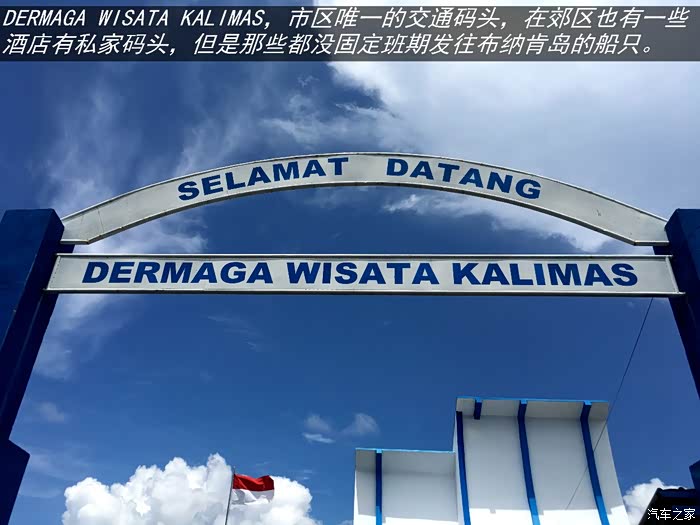 DERMAGA WISATA KALIMAS，市区唯一的交通码头，在郊区也有一些
酒店有私家码头，但是那些都没固定班期发往布纳肯岛的船只。
SELAMAT DATANG
DERMAGA WISATA KALIMAS
汽车之家